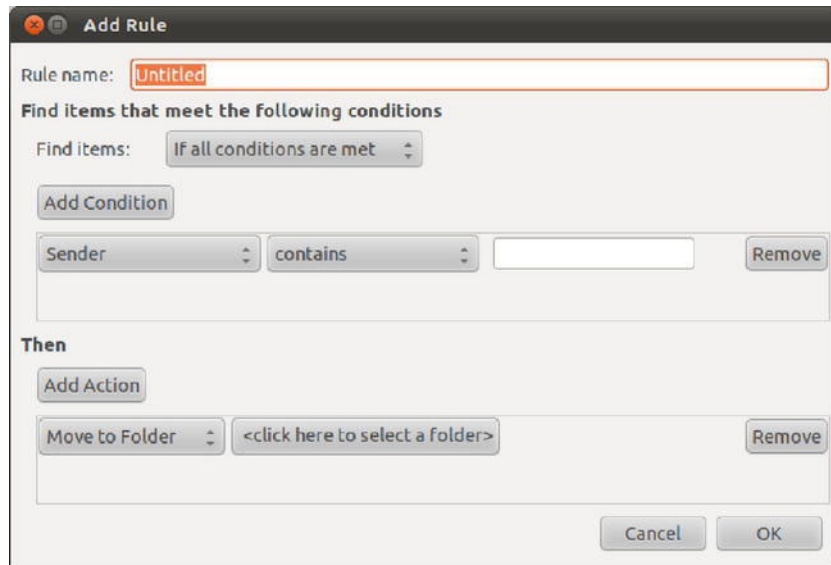 Add Rule
Rule name: Untitled
Find items that meet the following conditions
Find items: If all conditions are met
Add Condition
Sender contains Remove
Then
Add Action
Move to Folder <click here to select a folder> Remove
Cancel OK